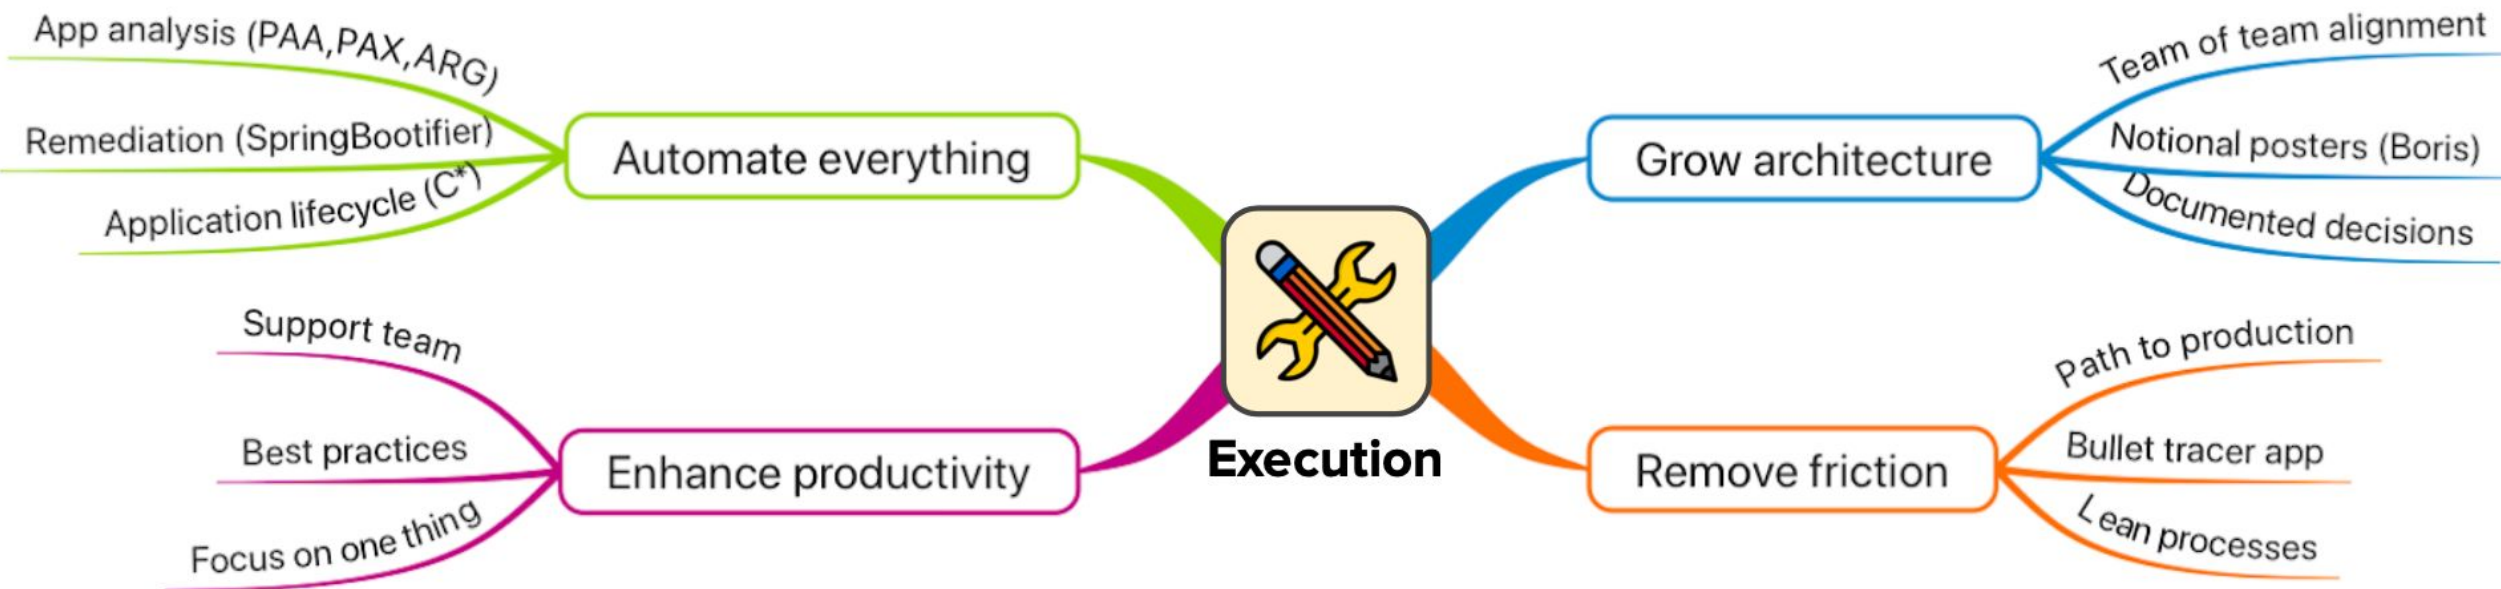 App analysis (PAA,PAX,ARG)
Remediation (SpringBootifier)
Application lifecycle (C*)
Automate everything
Support team
Best practices
Focus on one thing
Enhance productivity
Execution
Grow architecture
Team of team alignment
Notional posters (Boris)
Documented decisions
Remove friction
Path to production
Bullet tracer app
Lean processes